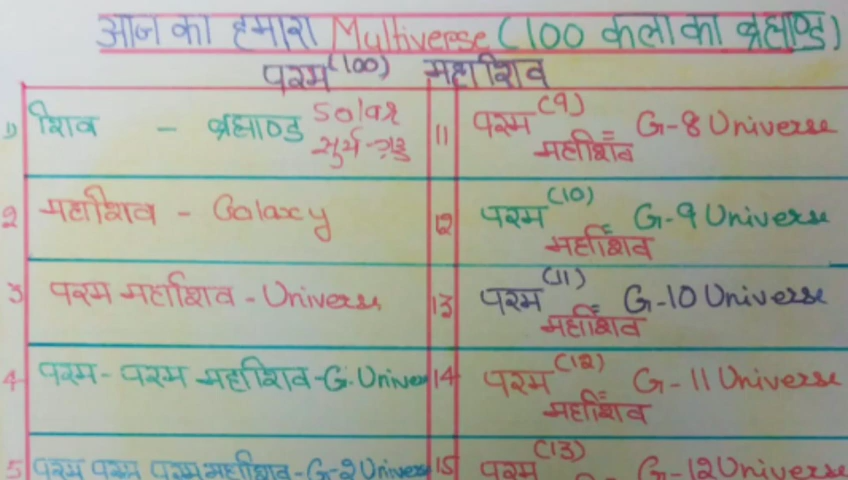 आज का हमारा Multiverse (100 कला का ब्रह्माण्ड)
परम (100) महाशिव
1) शिव - ब्रह्माण्ड Solar
सूर्य-ग्रह
2 महाशिव - Galaxy
3 परम महाशिव - Universe
4 परम - परम महाशिव - G. Univer
5 परम परम परम महाशिव - G-2 Universe
11 परम (9) G-8 Universe
महाशिव
12 परम (10) G-9 Universe
महाशिव
13 परम (11) G-10 Universe
महाशिव
14 परम (12) G-11 Universe
महाशिव
15 परम (13) G-12 Universe